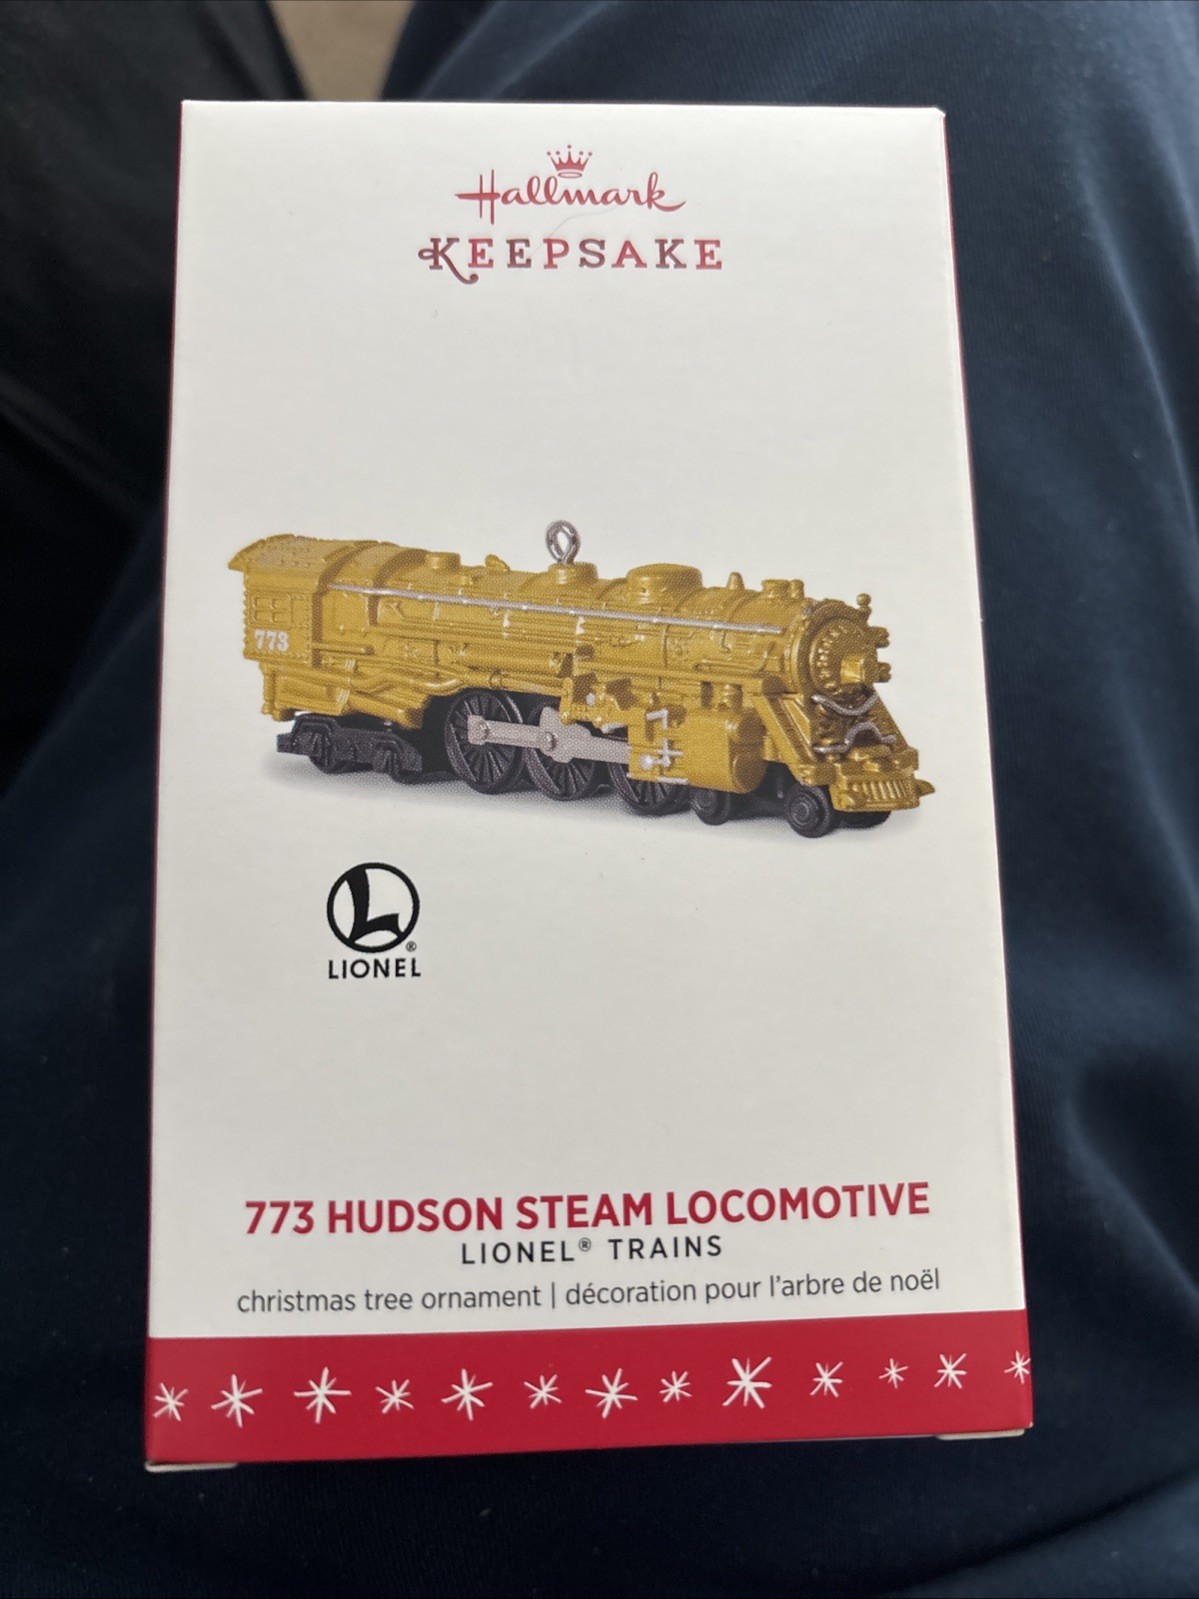 Hallmark
KEEPSAKE
773
L
®
LIONEL
773 HUDSON STEAM LOCOMOTIVE
LIONEL® TRAINS
christmas tree ornament | décoration pour l'arbre de noël